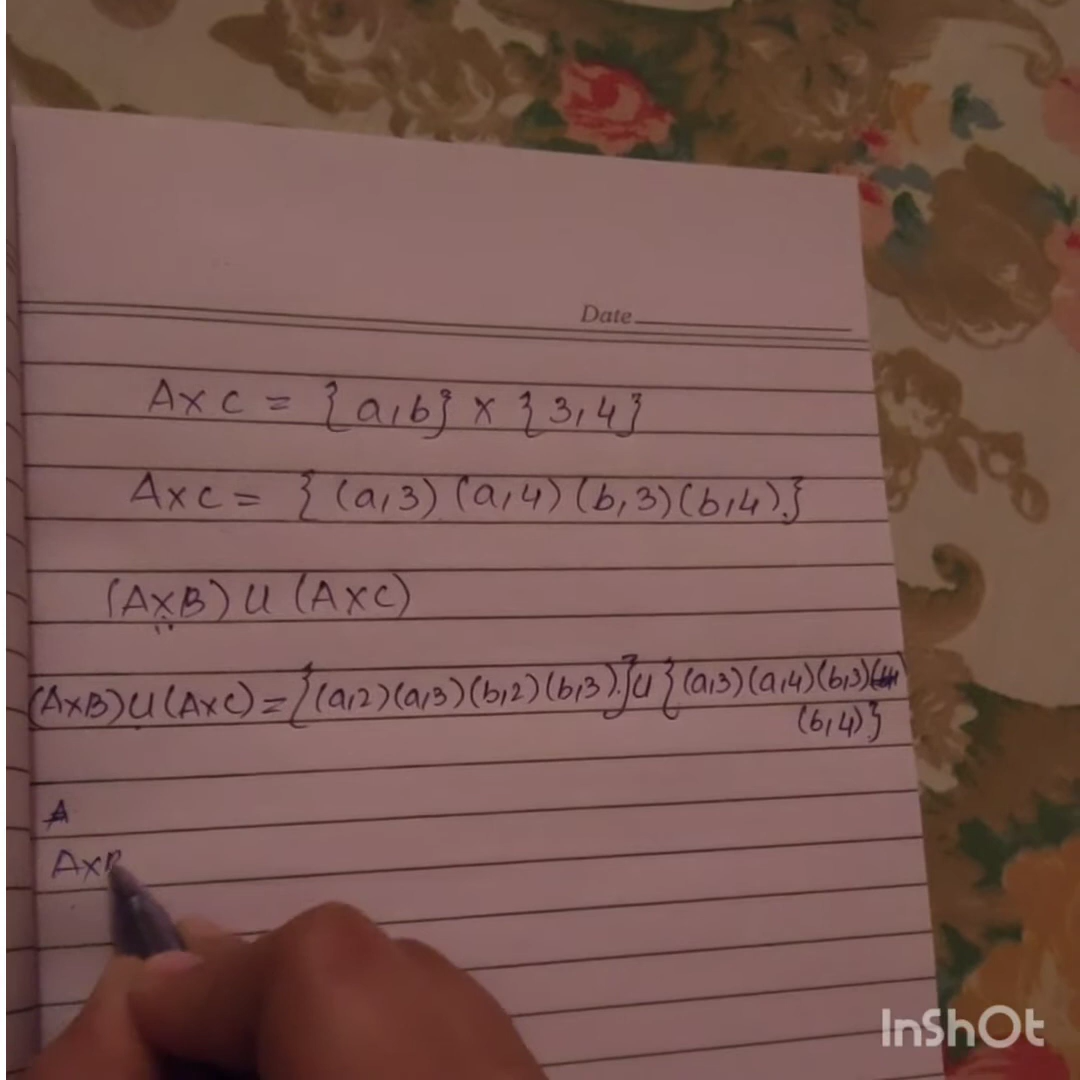 Date
A×C = {a,b} × {3,4}
A×C = {(a,3) (a,4) (b,3) (b,4).}
(A×B) U (A×C)
(A×B) U (A×C) = {(a,2) (a,3) (b,2) (b,3).} U {(a,3) (a,4) (b,3)
(b,4)}
A
A×B
InShOt